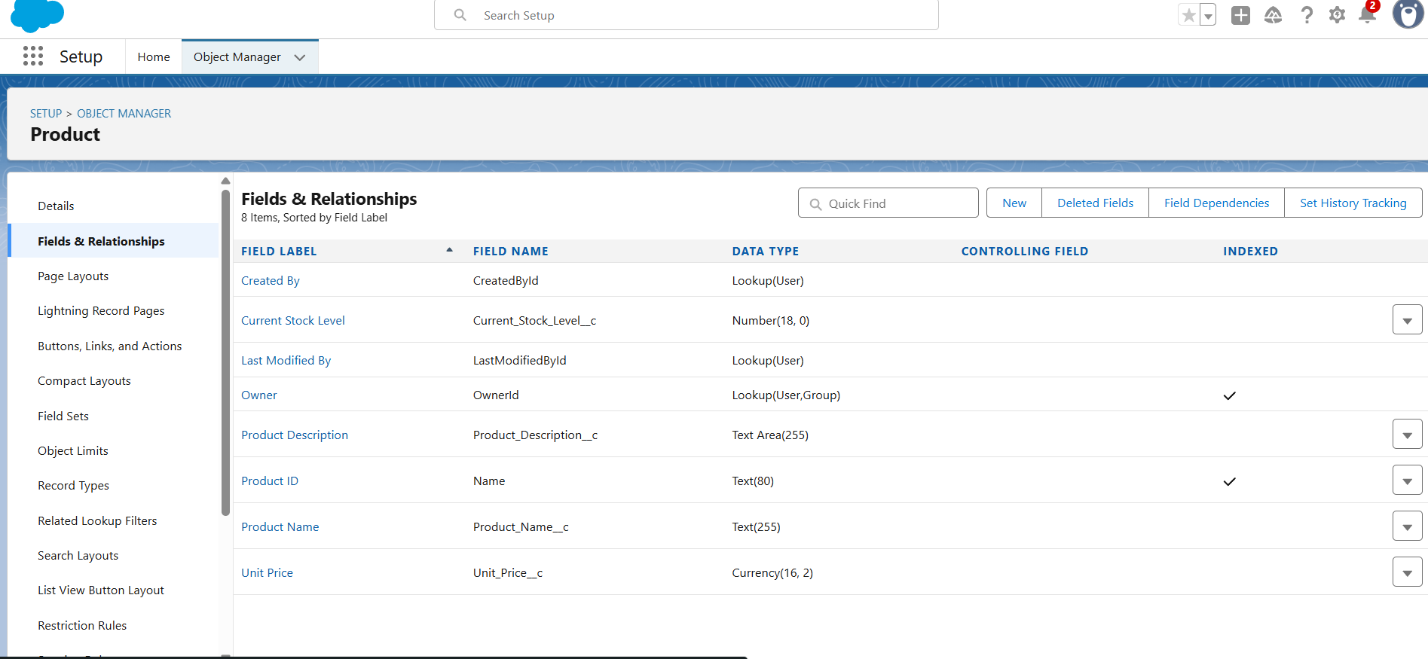 Search Setup
2
Setup
Home
Object Manager
SETUP > OBJECT MANAGER
Product
Details
Fields & Relationships
Page Layouts
Lightning Record Pages
Buttons, Links, and Actions
Compact Layouts
Field Sets
Object Limits
Record Types
Related Lookup Filters
Search Layouts
List View Button Layout
Restriction Rules
Fields & Relationships
8 Items, Sorted by Field Label
Quick Find
New
Deleted Fields
Field Dependencies
Set History Tracking
FIELD LABEL FIELD NAME DATA TYPE CONTROLLING FIELD INDEXED
Created By CreatedById Lookup(User)
Current Stock Level Current_Stock_Level__c Number(18, 0)
Last Modified By LastModifiedById Lookup(User)
Owner OwnerId Lookup(User,Group)
Product Description Product_Description__c Text Area(255)
Product ID Name Text(80)
Product Name Product_Name__c Text(255)
Unit Price Unit_Price__c Currency(16, 2)